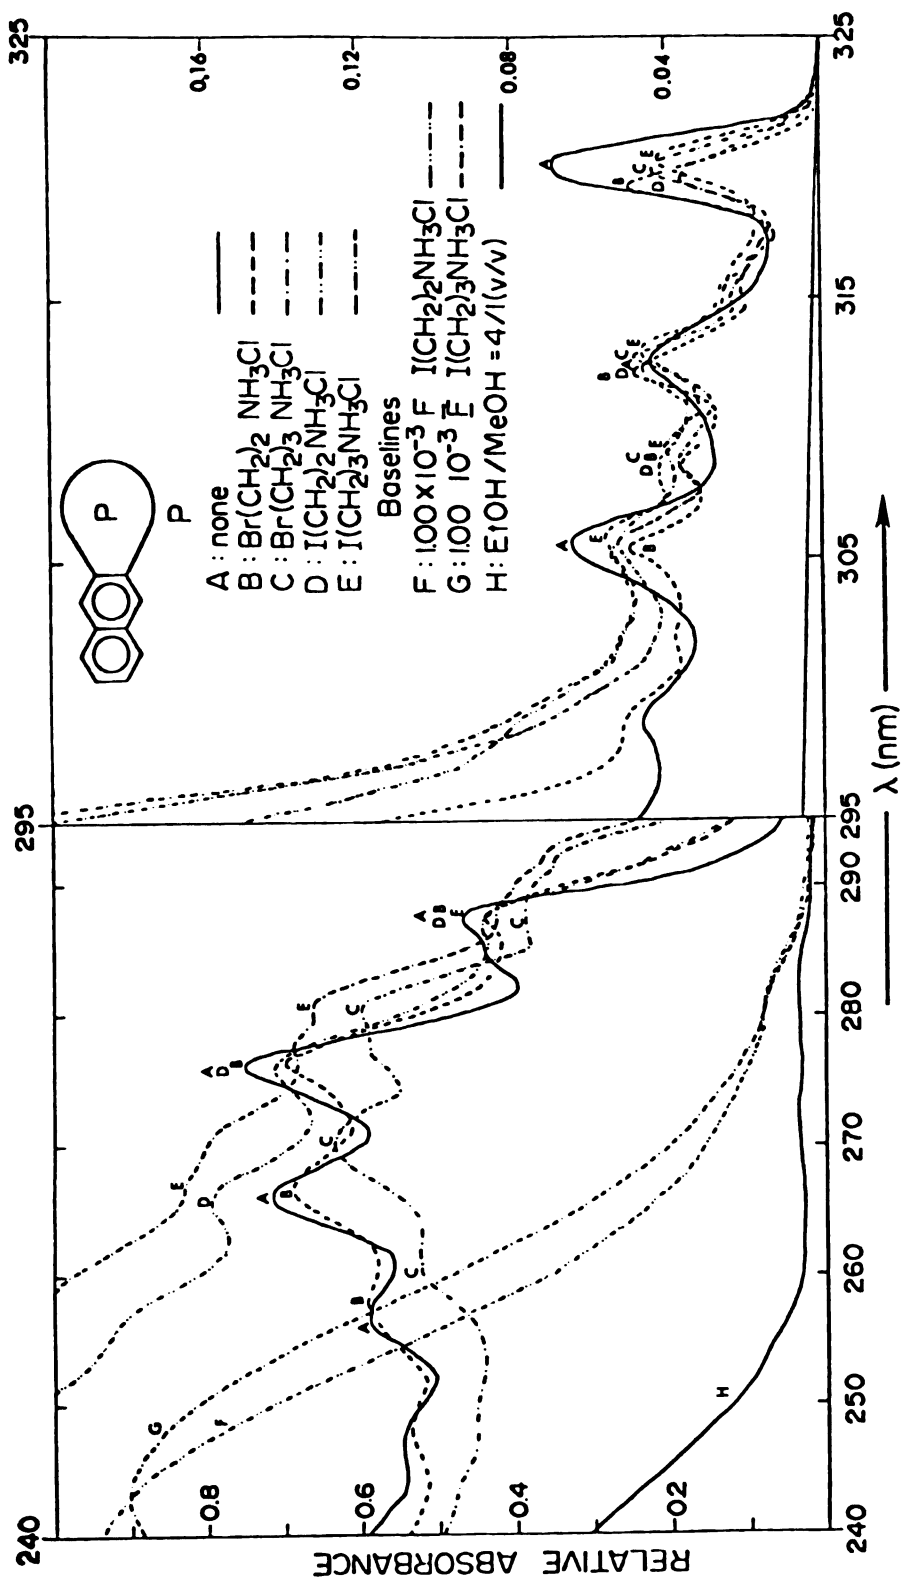 P
P
A : none
B : Br(CH2)2 NH3Cl
C : Br(CH2)3 NH3Cl
D : I(CH2)2NH3Cl
E : I(CH2)3NH3Cl
Baselines
F : 1.00 X 10-3 F I(CH2)2NH3Cl
G : 1.00 10-3 F I(CH2)3NH3Cl
H : EtOH / MeOH = 4/1(v/v)
RELATIVE ABSORBANCE
0.8
0.6
0.4
0.2
0.16
0.12
0.08
0.04
240
295
325
240
250
260
270
280
290
295
305
315
325
λ (nm)
G
F
H
A
B
C
D
E
A
B
C
A
D
B
E
C
A
D
B
E
C
A
E
B
C
D
B
E
B
D
A
C
E
A
B
C
D
E